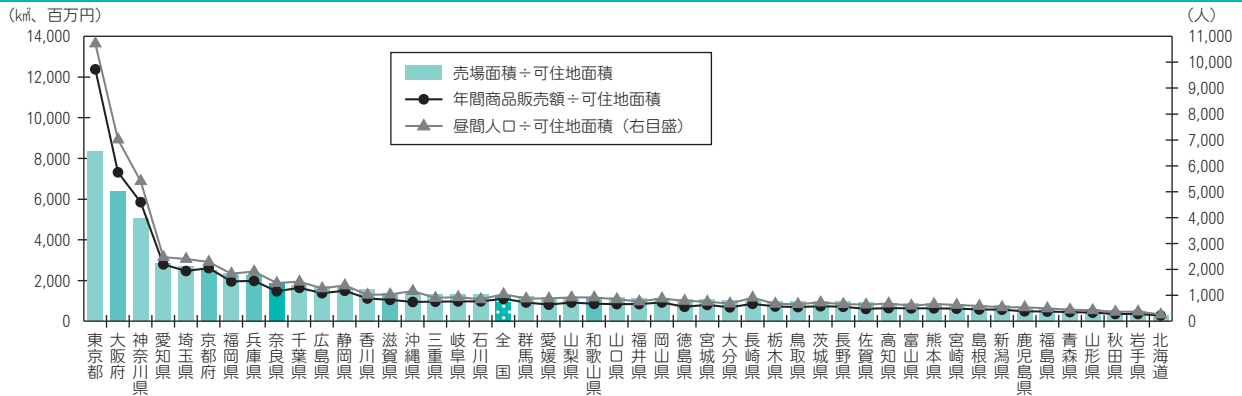 (k㎡、百万円)
(人)
14,000
12,000
10,000
8,000
6,000
4,000
2,000
0
売場面積÷可住地面積
年間商品販売額÷可住地面積
昼間人口÷可住地面積（右目盛）
11,000
10,000
9,000
8,000
7,000
6,000
5,000
4,000
3,000
2,000
1,000
0
東京都
大阪府
神奈川県
愛知県
埼玉県
京都府
福岡県
兵庫県
奈良県
千葉県
広島県
静岡県
香川県
滋賀県
沖縄県
三重県
岐阜県
石川県
全国
群馬県
愛媛県
山梨県
和歌山県
山口県
福井県
岡山県
徳島県
宮城県
大分県
長崎県
栃木県
鳥取県
茨城県
長野県
佐賀県
高知県
富山県
熊本県
宮崎県
島根県
新潟県
鹿児島県
福島県
青森県
山形県
秋田県
岩手県
北海道